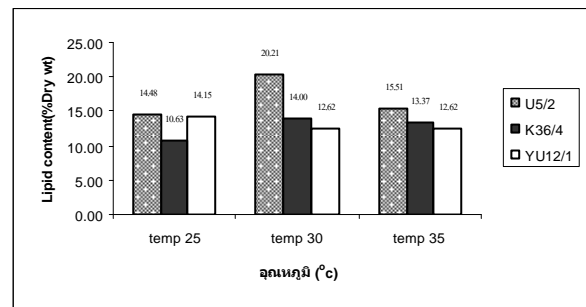 25.00
20.00
15.00
10.00
5.00
0.00
Lipid content(%Dry wt)
14.48
10.63
14.15
20.21
14.00
12.62
15.51
13.37
12.62
temp 25
temp 30
temp 35
อุณหภูมิ (°c)
U5/2
K36/4
YU12/1